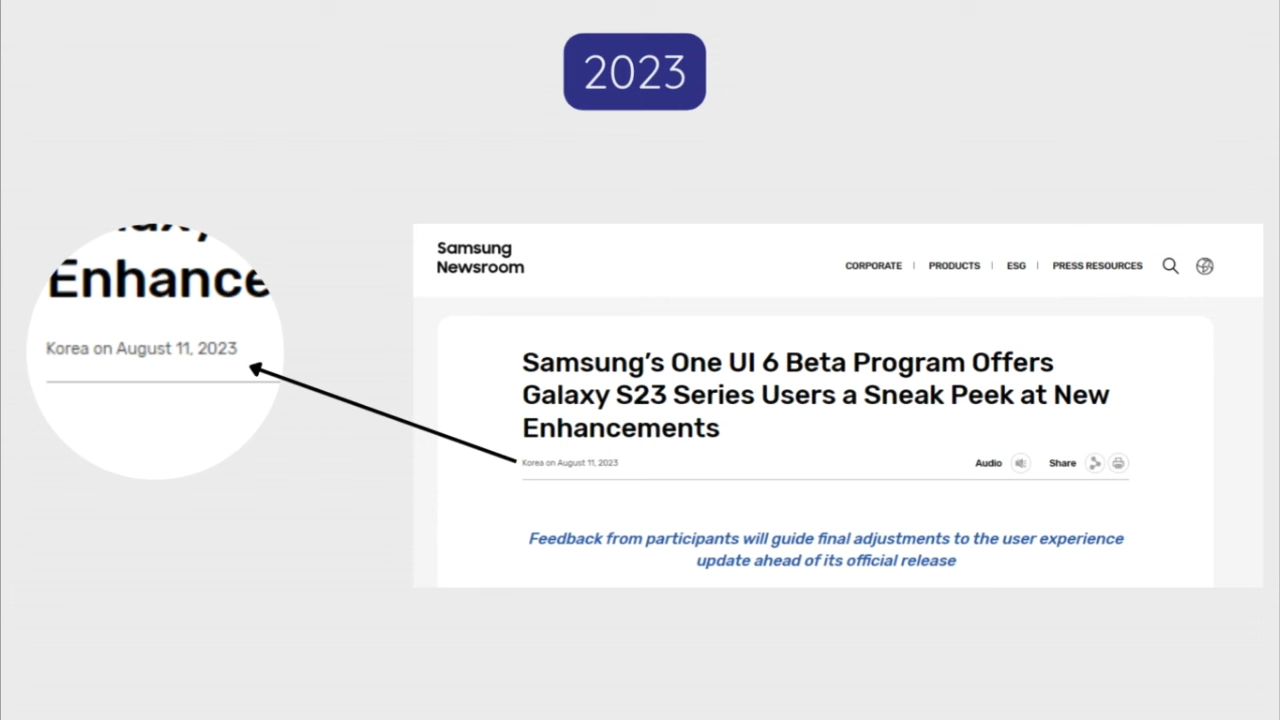 2023
Enhance
Korea on August 11, 2023
Samsung
Newsroom
CORPORATE
PRODUCTS
ESG
PRESS RESOURCES
Samsung's One UI 6 Beta Program Offers
Galaxy S23 Series Users a Sneak Peek at New
Enhancements
Korea on August 11, 2023
Audio
Share
Feedback from participants will guide final adjustments to the user experience
update ahead of its official release